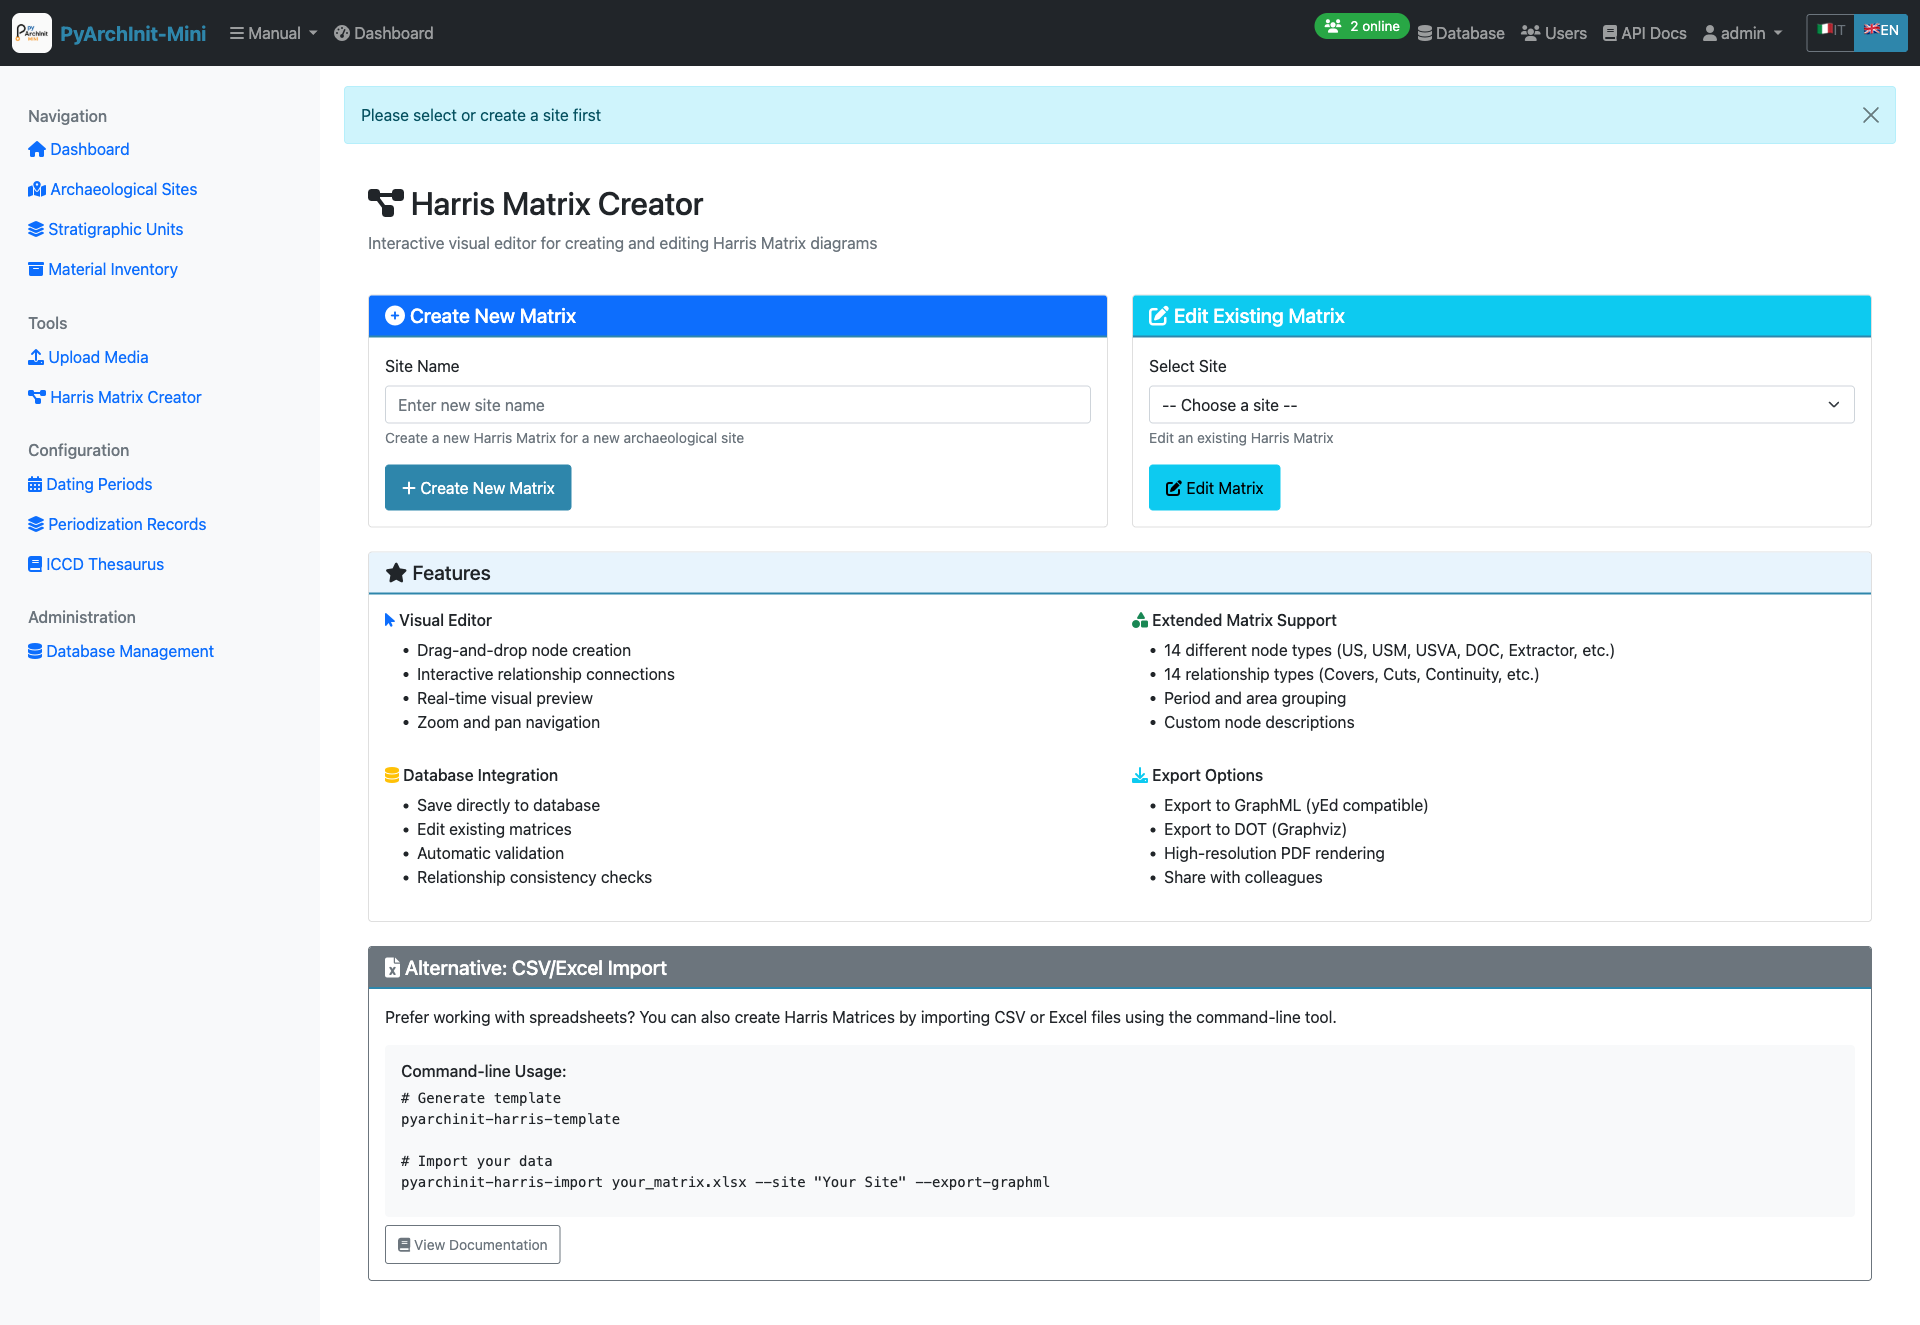 PyArchInit-Mini
Manual
Dashboard
2 online
Database
Users
API Docs
admin
IT
EN
Navigation
Dashboard
Archaeological Sites
Stratigraphic Units
Material Inventory
Tools
Upload Media
Harris Matrix Creator
Configuration
Dating Periods
Periodization Records
ICCD Thesaurus
Administration
Database Management
Please select or create a site first
Harris Matrix Creator
Interactive visual editor for creating and editing Harris Matrix diagrams
Create New Matrix
Site Name
Enter new site name
Create a new Harris Matrix for a new archaeological site
Create New Matrix
Edit Existing Matrix
Select Site
-- Choose a site --
Edit an existing Harris Matrix
Edit Matrix
Features
Visual Editor
• Drag-and-drop node creation
• Interactive relationship connections
• Real-time visual preview
• Zoom and pan navigation
Extended Matrix Support
• 14 different node types (US, USM, USVA, DOC, Extractor, etc.)
• 14 relationship types (Covers, Cuts, Continuity, etc.)
• Period and area grouping
• Custom node descriptions
Database Integration
• Save directly to database
• Edit existing matrices
• Automatic validation
• Relationship consistency checks
Export Options
• Export to GraphML (yEd compatible)
• Export to DOT (Graphviz)
• High-resolution PDF rendering
• Share with colleagues
Alternative: CSV/Excel Import
Prefer working with spreadsheets? You can also create Harris Matrices by importing CSV or Excel files using the command-line tool.
Command-line Usage:
# Generate template
pyarchinit-harris-template
# Import your data
pyarchinit-harris-import your_matrix.xlsx --site "Your Site" --export-graphml
View Documentation